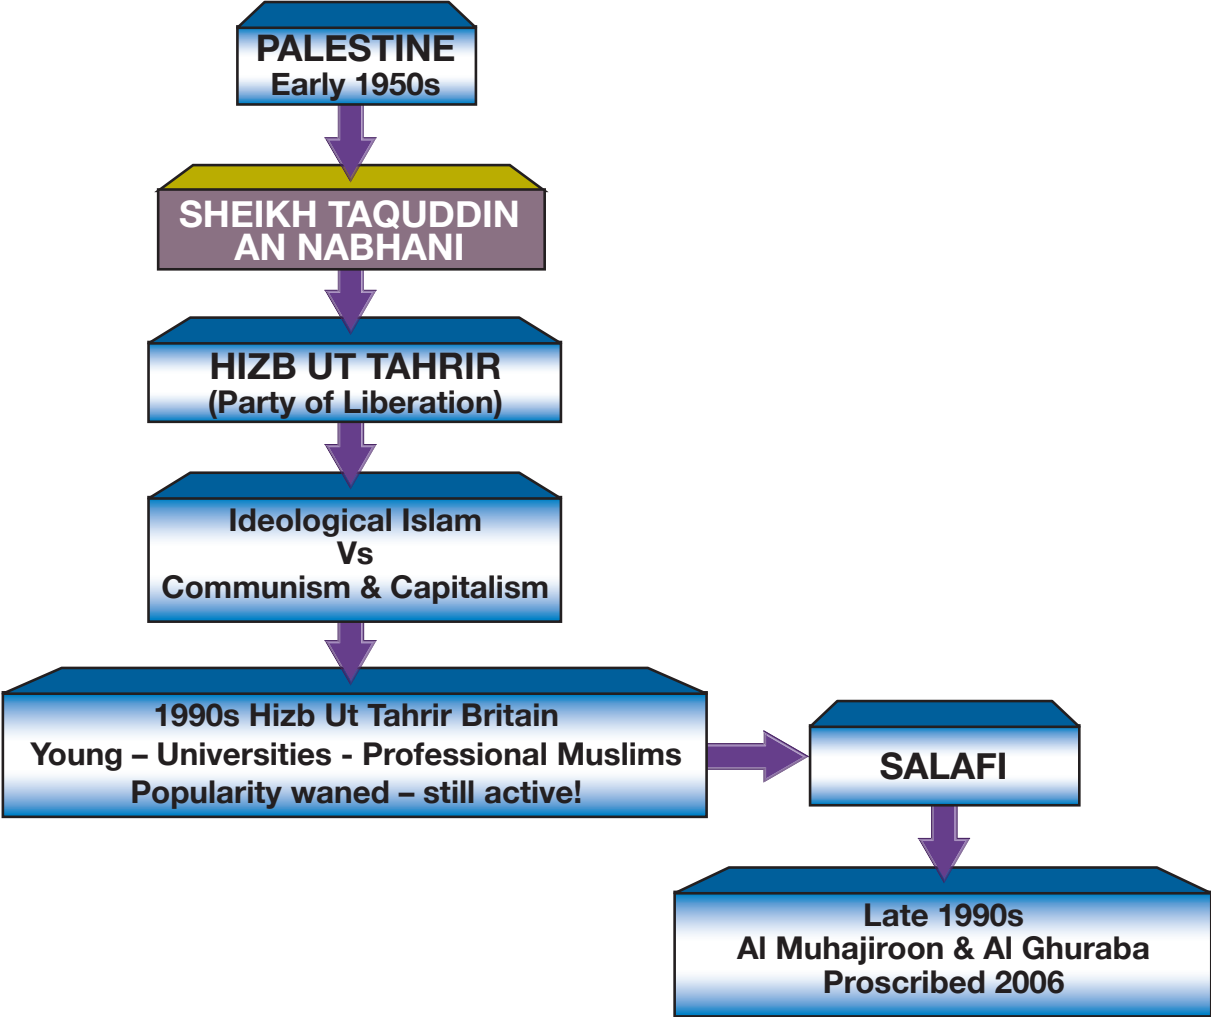 PALESTINE
Early 1950s
SHEIKH TAQUDDIN
AN NABHANI
HIZB UT TAHRIR
(Party of Liberation)
Ideological Islam
Vs
Communism & Capitalism
1990s Hizb Ut Tahrir Britain
Young – Universities - Professional Muslims
Popularity waned – still active!
SALAFI
Late 1990s
Al Muhajiroon & Al Ghuraba
Proscribed 2006